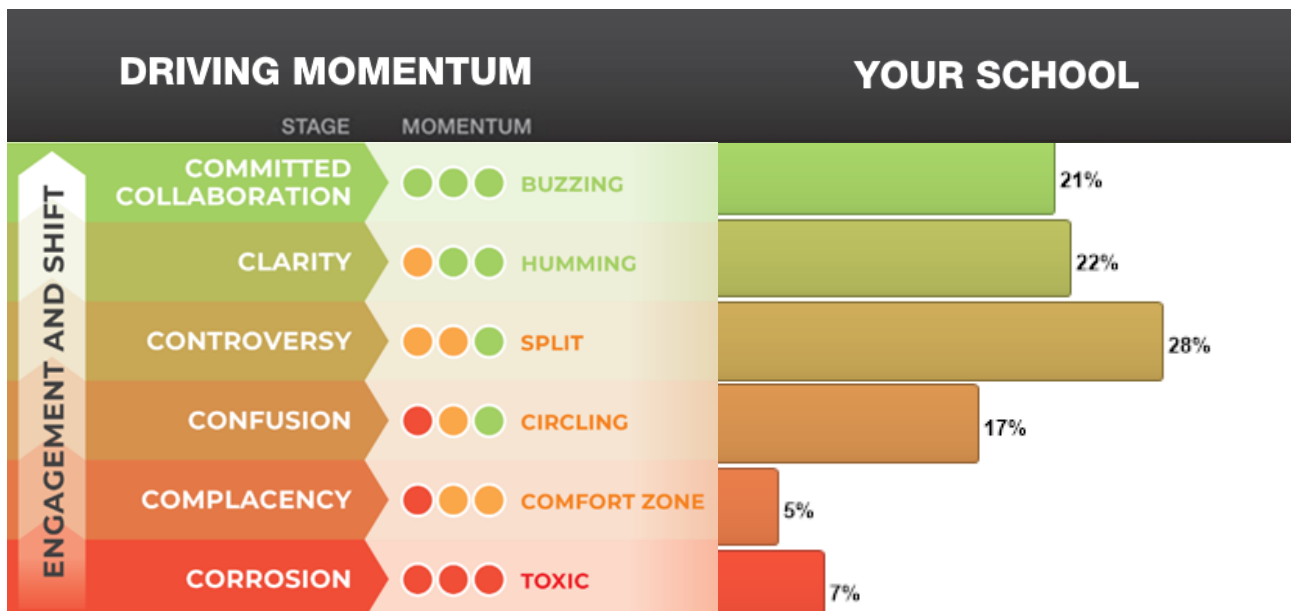 DRIVING MOMENTUM
YOUR SCHOOL
STAGE MOMENTUM
ENGAGEMENT AND SHIFT
COMMITTED
COLLABORATION
BUZZING
21%
CLARITY
HUMMING
22%
CONTROVERSY
SPLIT
28%
CONFUSION
CIRCLING
17%
COMPLACENCY
COMFORT ZONE
5%
CORROSION
TOXIC
7%